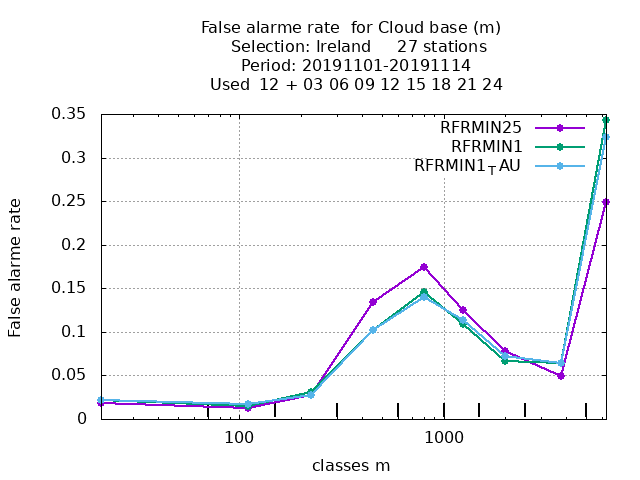 False alarme rate  for Cloud base (m)
Selection: Ireland     27 stations
Period: 20191101-20191114
Used  12 + 03 06 09 12 15 18 21 24
RFRMIN25
RFRMIN1
RFRMIN1TAU
0.35
0.3
0.25
0.2
0.15
0.1
0.05
0
False alarme rate
100
1000
classes m